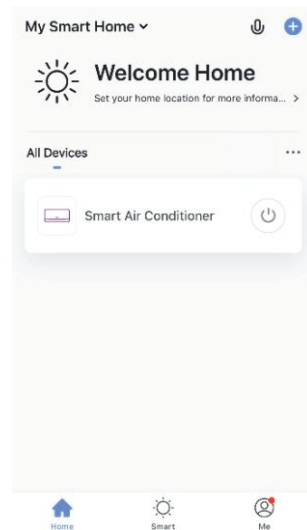 My Smart Home
Welcome Home
Set your home location for more informa... >
All Devices
Smart Air Conditioner
Home
Smart
Me